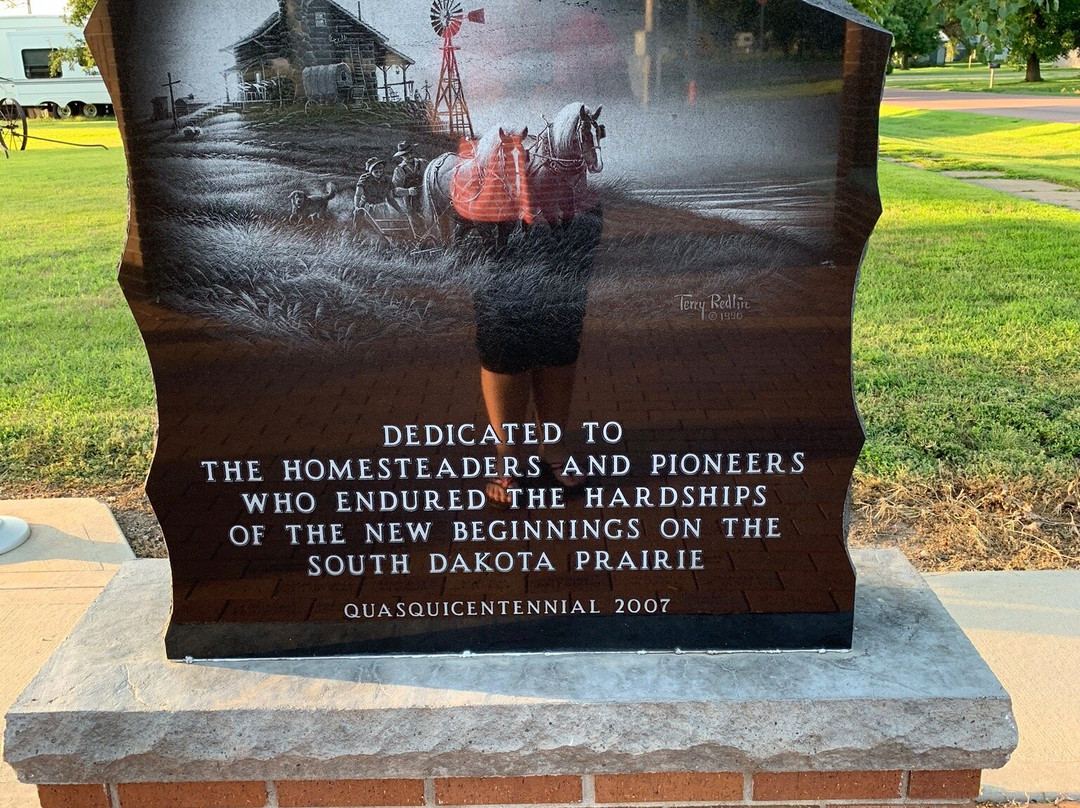 Terry Redlin
© 1990
DEDICATED TO
THE HOMESTEADERS AND PIONEERS
WHO ENDURED THE HARDSHIPS
OF THE NEW BEGINNINGS ON THE
SOUTH DAKOTA PRAIRIE
QUASQUICENTENNIAL 2007